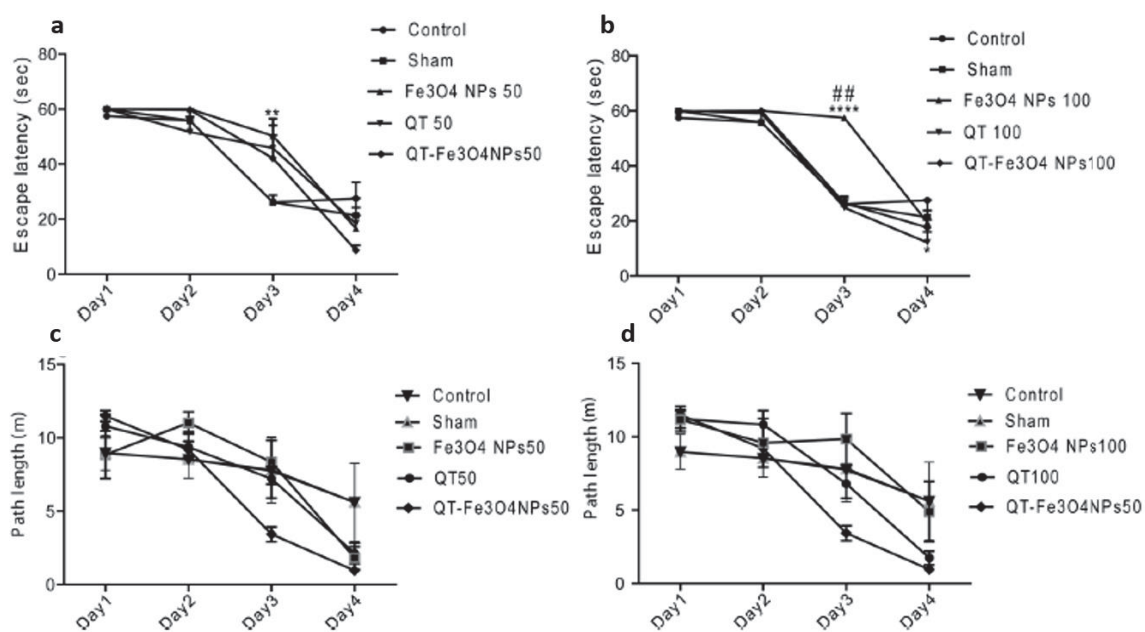 a
Control
Sham
Fe3O4 NPs 50
QT 50
QT-Fe3O4NPs50
Escape latency (sec)
80
60
40
20
0
**
Day1
Day2
Day3
Day4
b
Control
Sham
Fe3O4 NPs 100
QT 100
QT-Fe3O4 NPs100
Escape latency (sec)
80
60
40
20
0
##
****
*
Day1
Day2
Day3
Day4
c
Control
Sham
Fe3O4 NPs50
QT50
QT-Fe3O4NPs50
Path length (m)
15
10
5
0
Day1
Day2
Day3
Day4
d
Control
Sham
Fe3O4 NPs100
QT100
QT-Fe3O4NPs50
Path length (m)
15
10
5
0
Day1
Day2
Day3
Day4